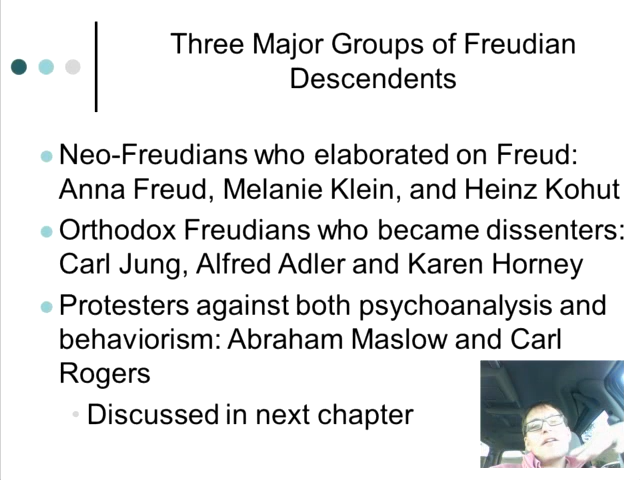 Three Major Groups of Freudian
Descendents
Neo-Freudians who elaborated on Freud:
Anna Freud, Melanie Klein, and Heinz Kohut
Orthodox Freudians who became dissenters:
Carl Jung, Alfred Adler and Karen Horney
Protesters against both psychoanalysis and
behaviorism: Abraham Maslow and Carl
Rogers
Discussed in next chapter